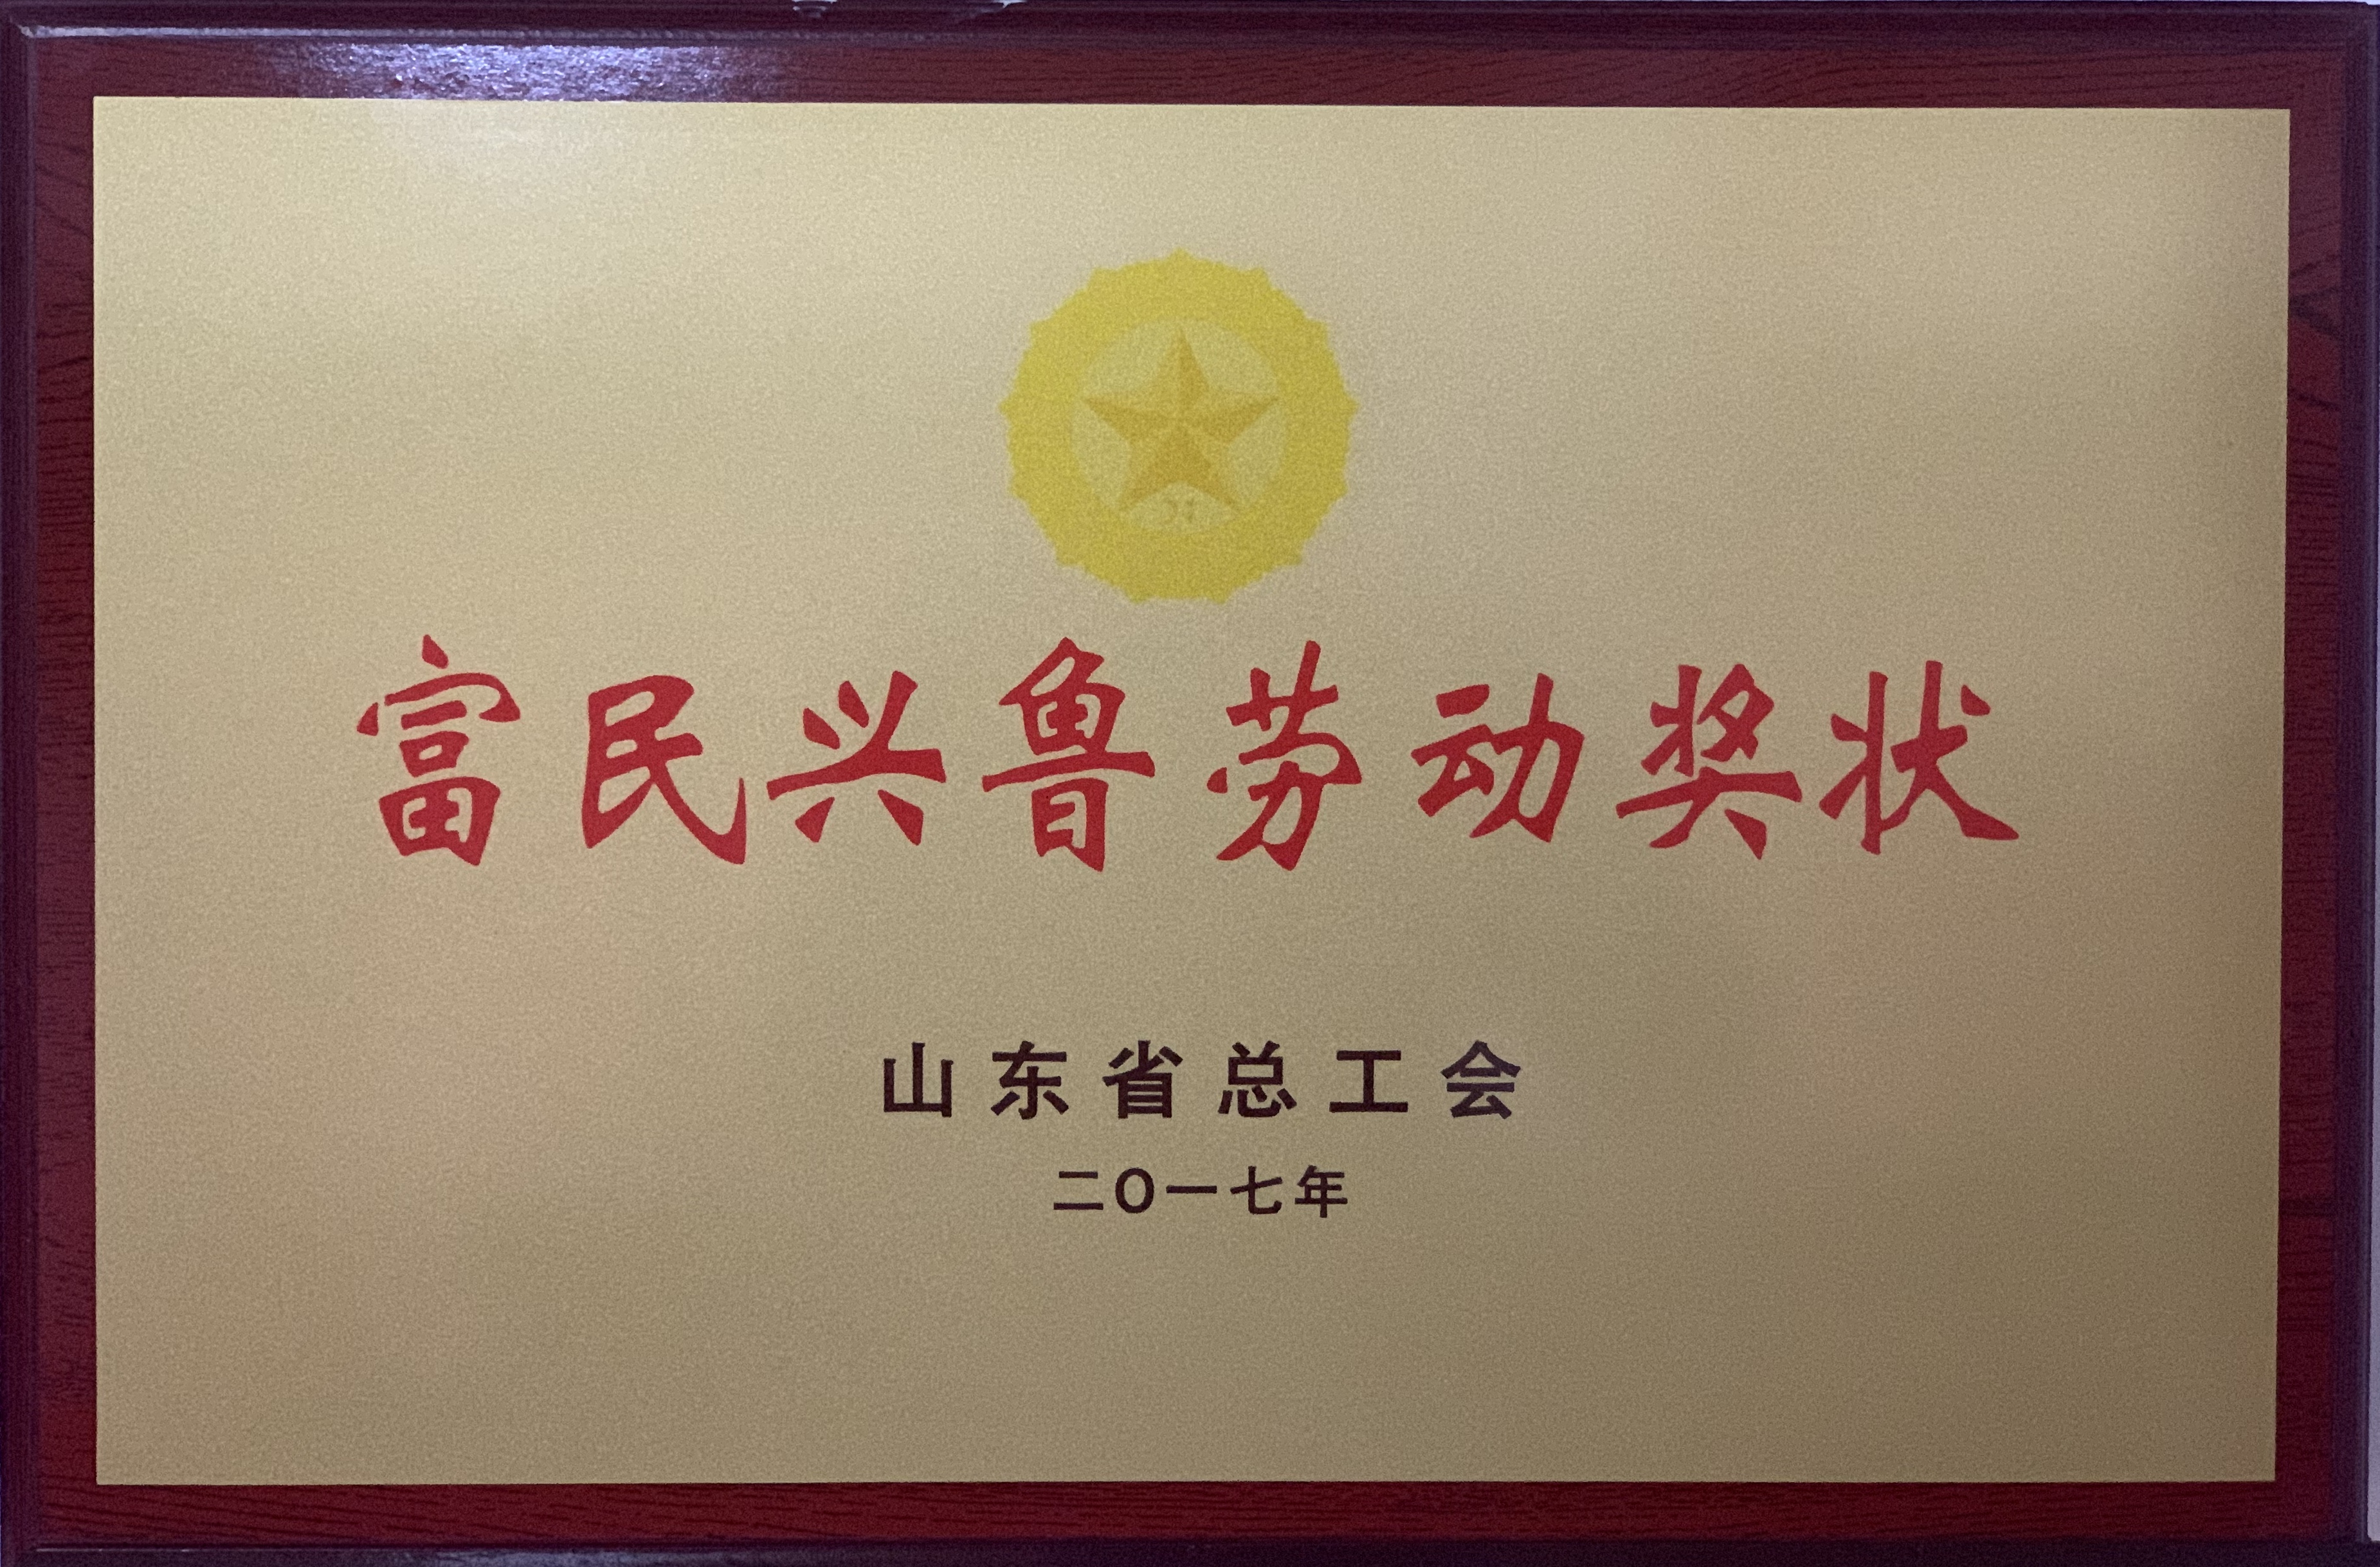 富民兴鲁劳动奖状
山东省总工会
二〇一七年